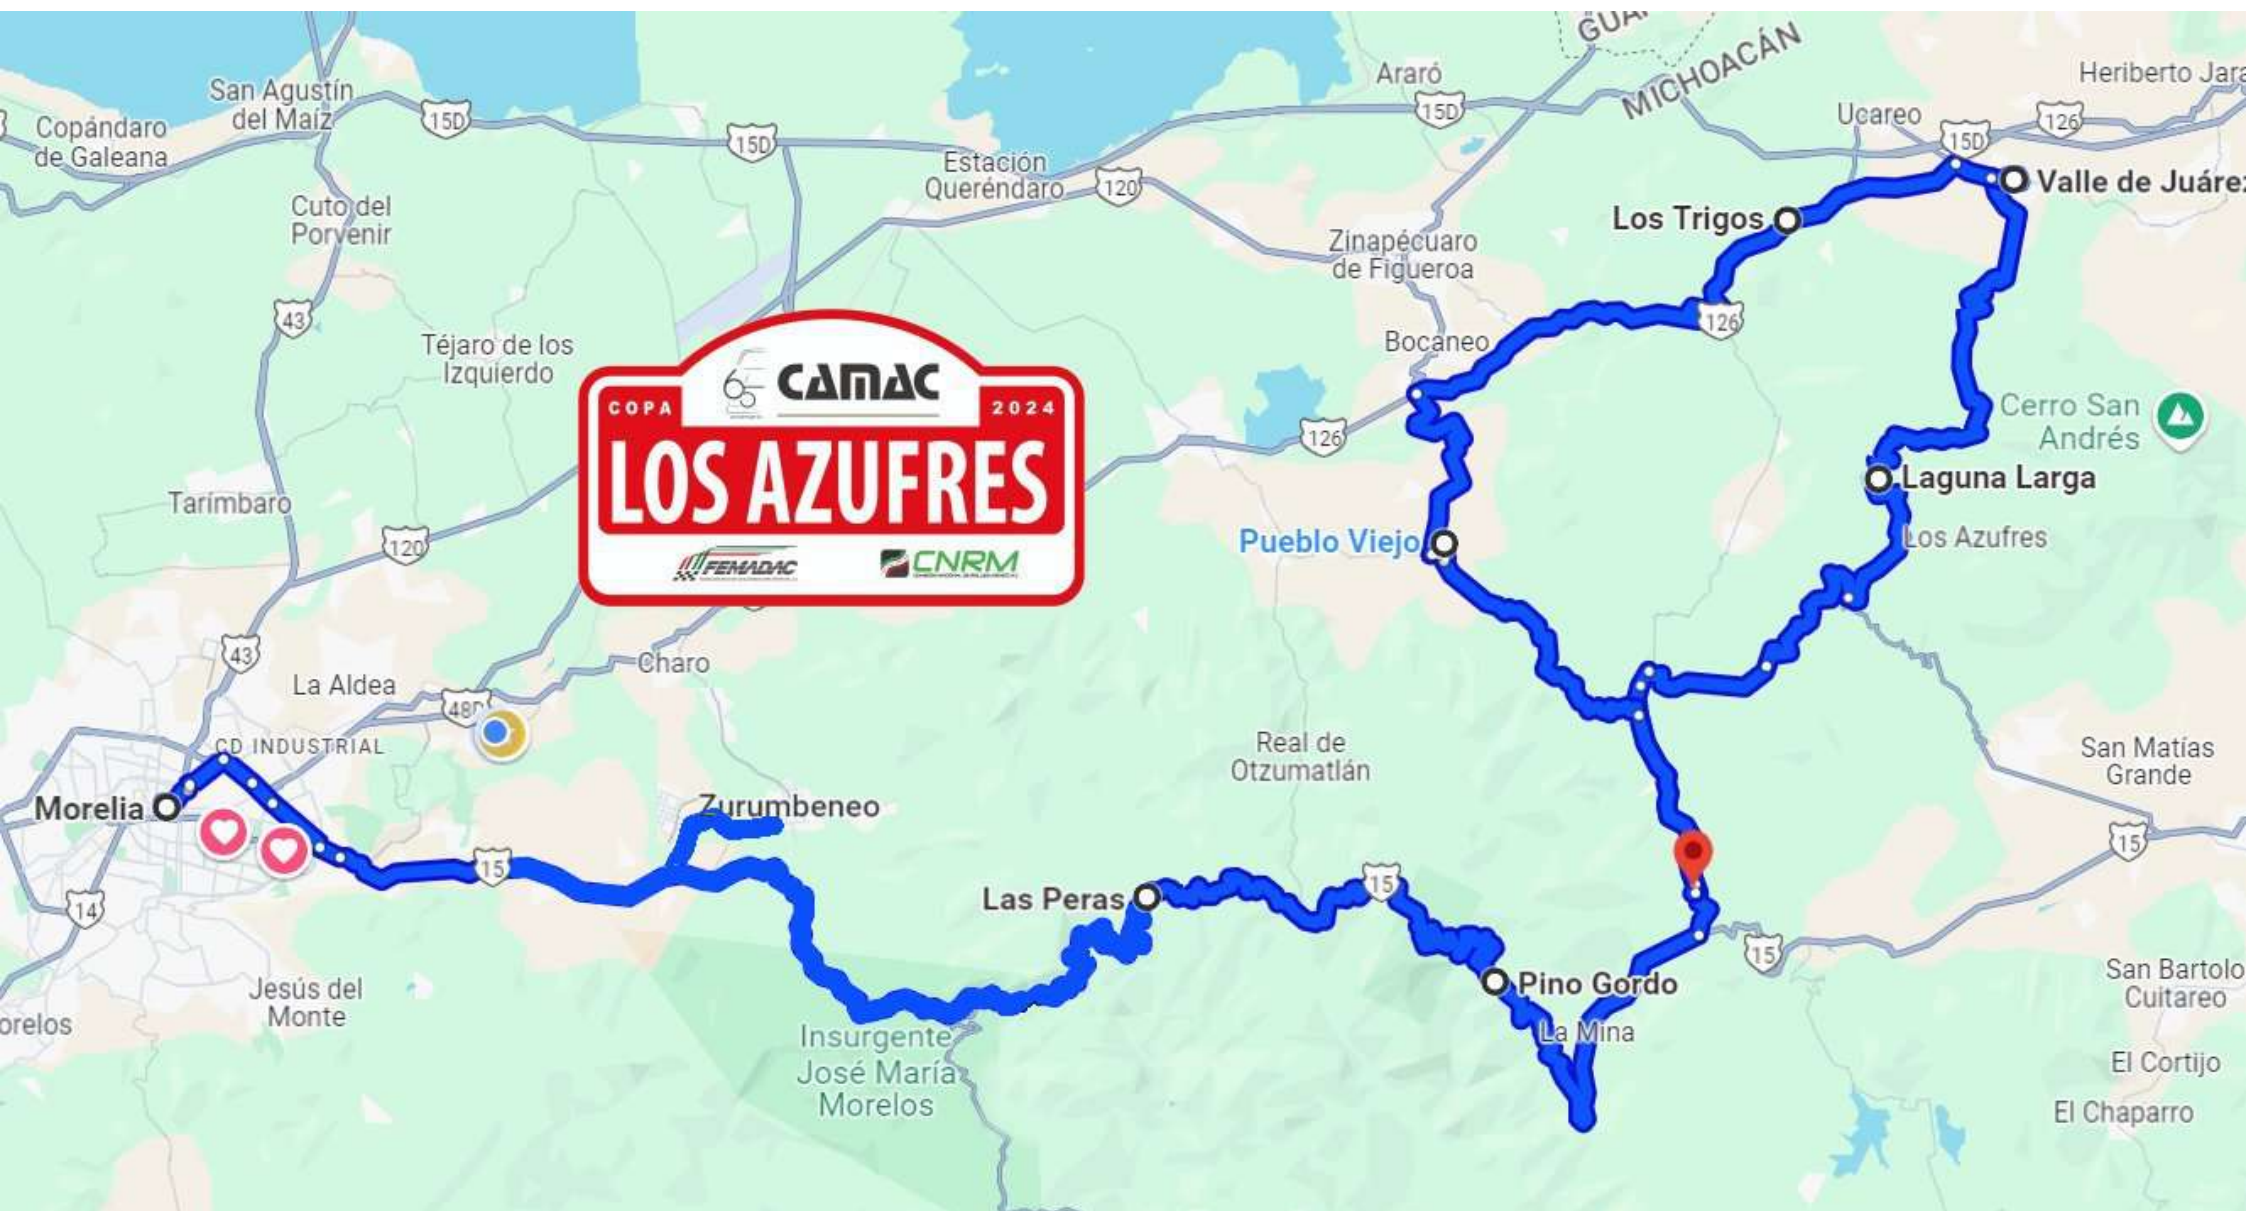 GUA
MICHOACÁN
Araró
Heriberto Jara
San Agustín
del Maíz
Ucareo
126
15D
15D
15D
15D
Copándaro
de Galeana
Estación
Queréndaro
120
Valle de Juárez
Los Trigos
Cuto del
Porvenir
Zinapécuaro
de Figueroa
43
126
Téjaro de los
Izquierdo
Bocaneo
65
CAMAC
COPA
2024
LOS AZUFRES
FEMADAC
CNRM
Cerro San
Andrés
126
Laguna Larga
Tarímbaro
120
Pueblo Viejo
Los Azufres
43
Charo
La Aldea
48D
CD INDUSTRIAL
Real de
Otzumatlán
San Matías
Grande
Morelia
Zurumbeneo
15
15
15
Las Peras
14
15
Pino Gordo
San Bartolo
Cuitareo
Jesús del
Monte
orelos
La Mina
Insurgente
José María
Morelos
El Cortijo
El Chaparro